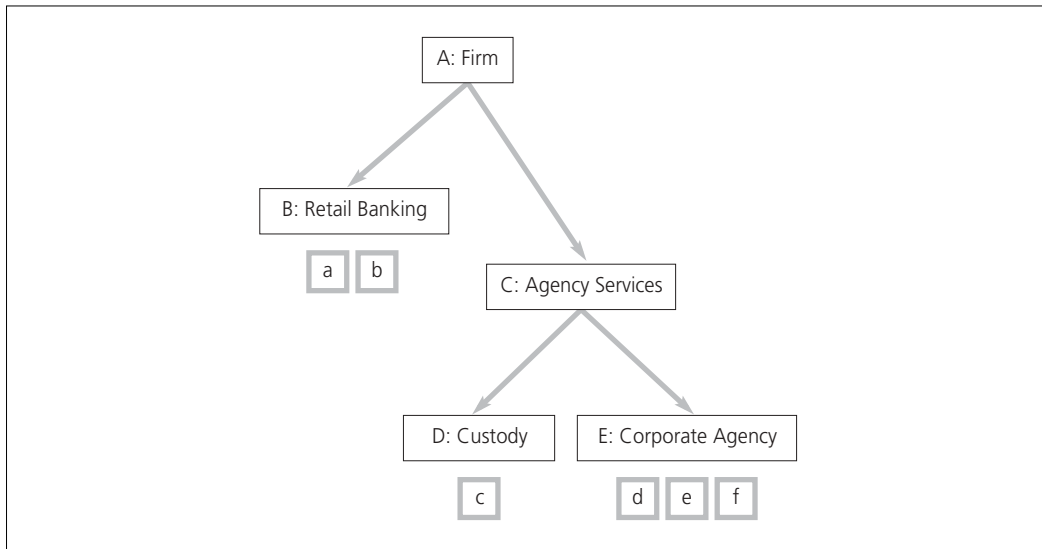 A: Firm
B: Retail Banking
a b
C: Agency Services
D: Custody
E: Corporate Agency
c
d e f